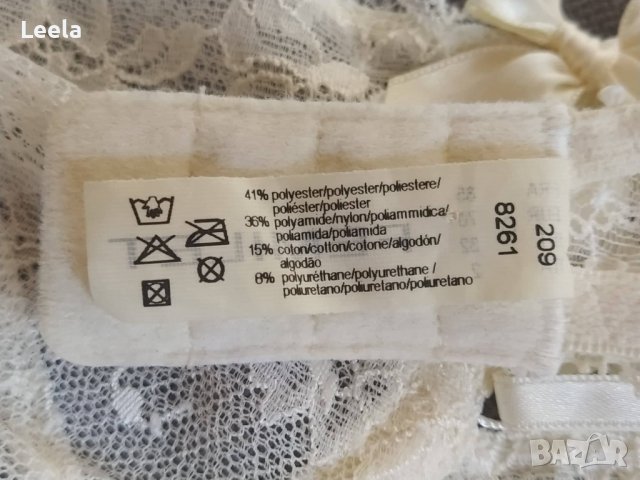 Leela
41% polyester/polyester/poliestere/
poliéster/poliester
36% polyamide/nylon/poliammidica/
poliamida/poliamida
15% coton/cotton/cotone/algodón/
algodão
8% polyuréthane/polyurethane/
poliuretano/poliuretano/poliuretano
8261
209
BAZAR